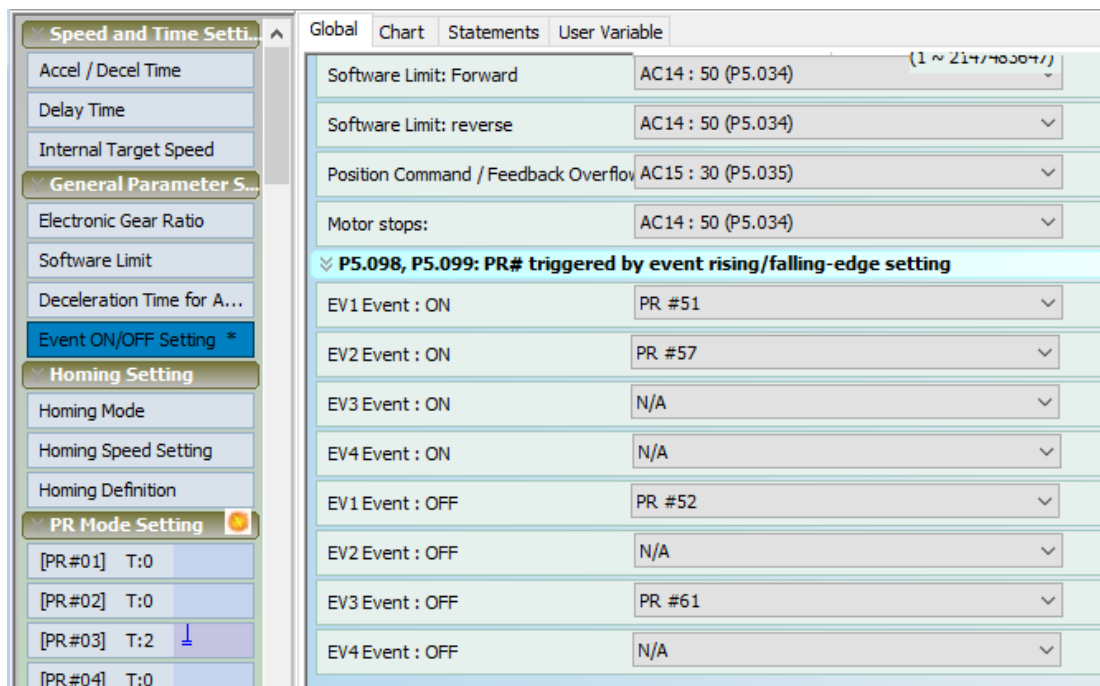 Speed and Time Setti...
Accel / Decel Time
Delay Time
Internal Target Speed
General Parameter S...
Electronic Gear Ratio
Software Limit
Deceleration Time for A...
Event ON/OFF Setting *
Homing Setting
Homing Mode
Homing Speed Setting
Homing Definition
PR Mode Setting
[PR#01] T:0
[PR#02] T:0
[PR#03] T:2
[PR#04] T:0
Global Chart Statements User Variable
(1 ~ 2147483647)
Software Limit: Forward AC14 : 50 (P5.034)
Software Limit: reverse AC14 : 50 (P5.034)
Position Command / Feedback Overflow AC15 : 30 (P5.035)
Motor stops: AC14 : 50 (P5.034)
P5.098, P5.099: PR# triggered by event rising/falling-edge setting
EV1 Event : ON PR #51
EV2 Event : ON PR #57
EV3 Event : ON N/A
EV4 Event : ON N/A
EV1 Event : OFF PR #52
EV2 Event : OFF N/A
EV3 Event : OFF PR #61
EV4 Event : OFF N/A